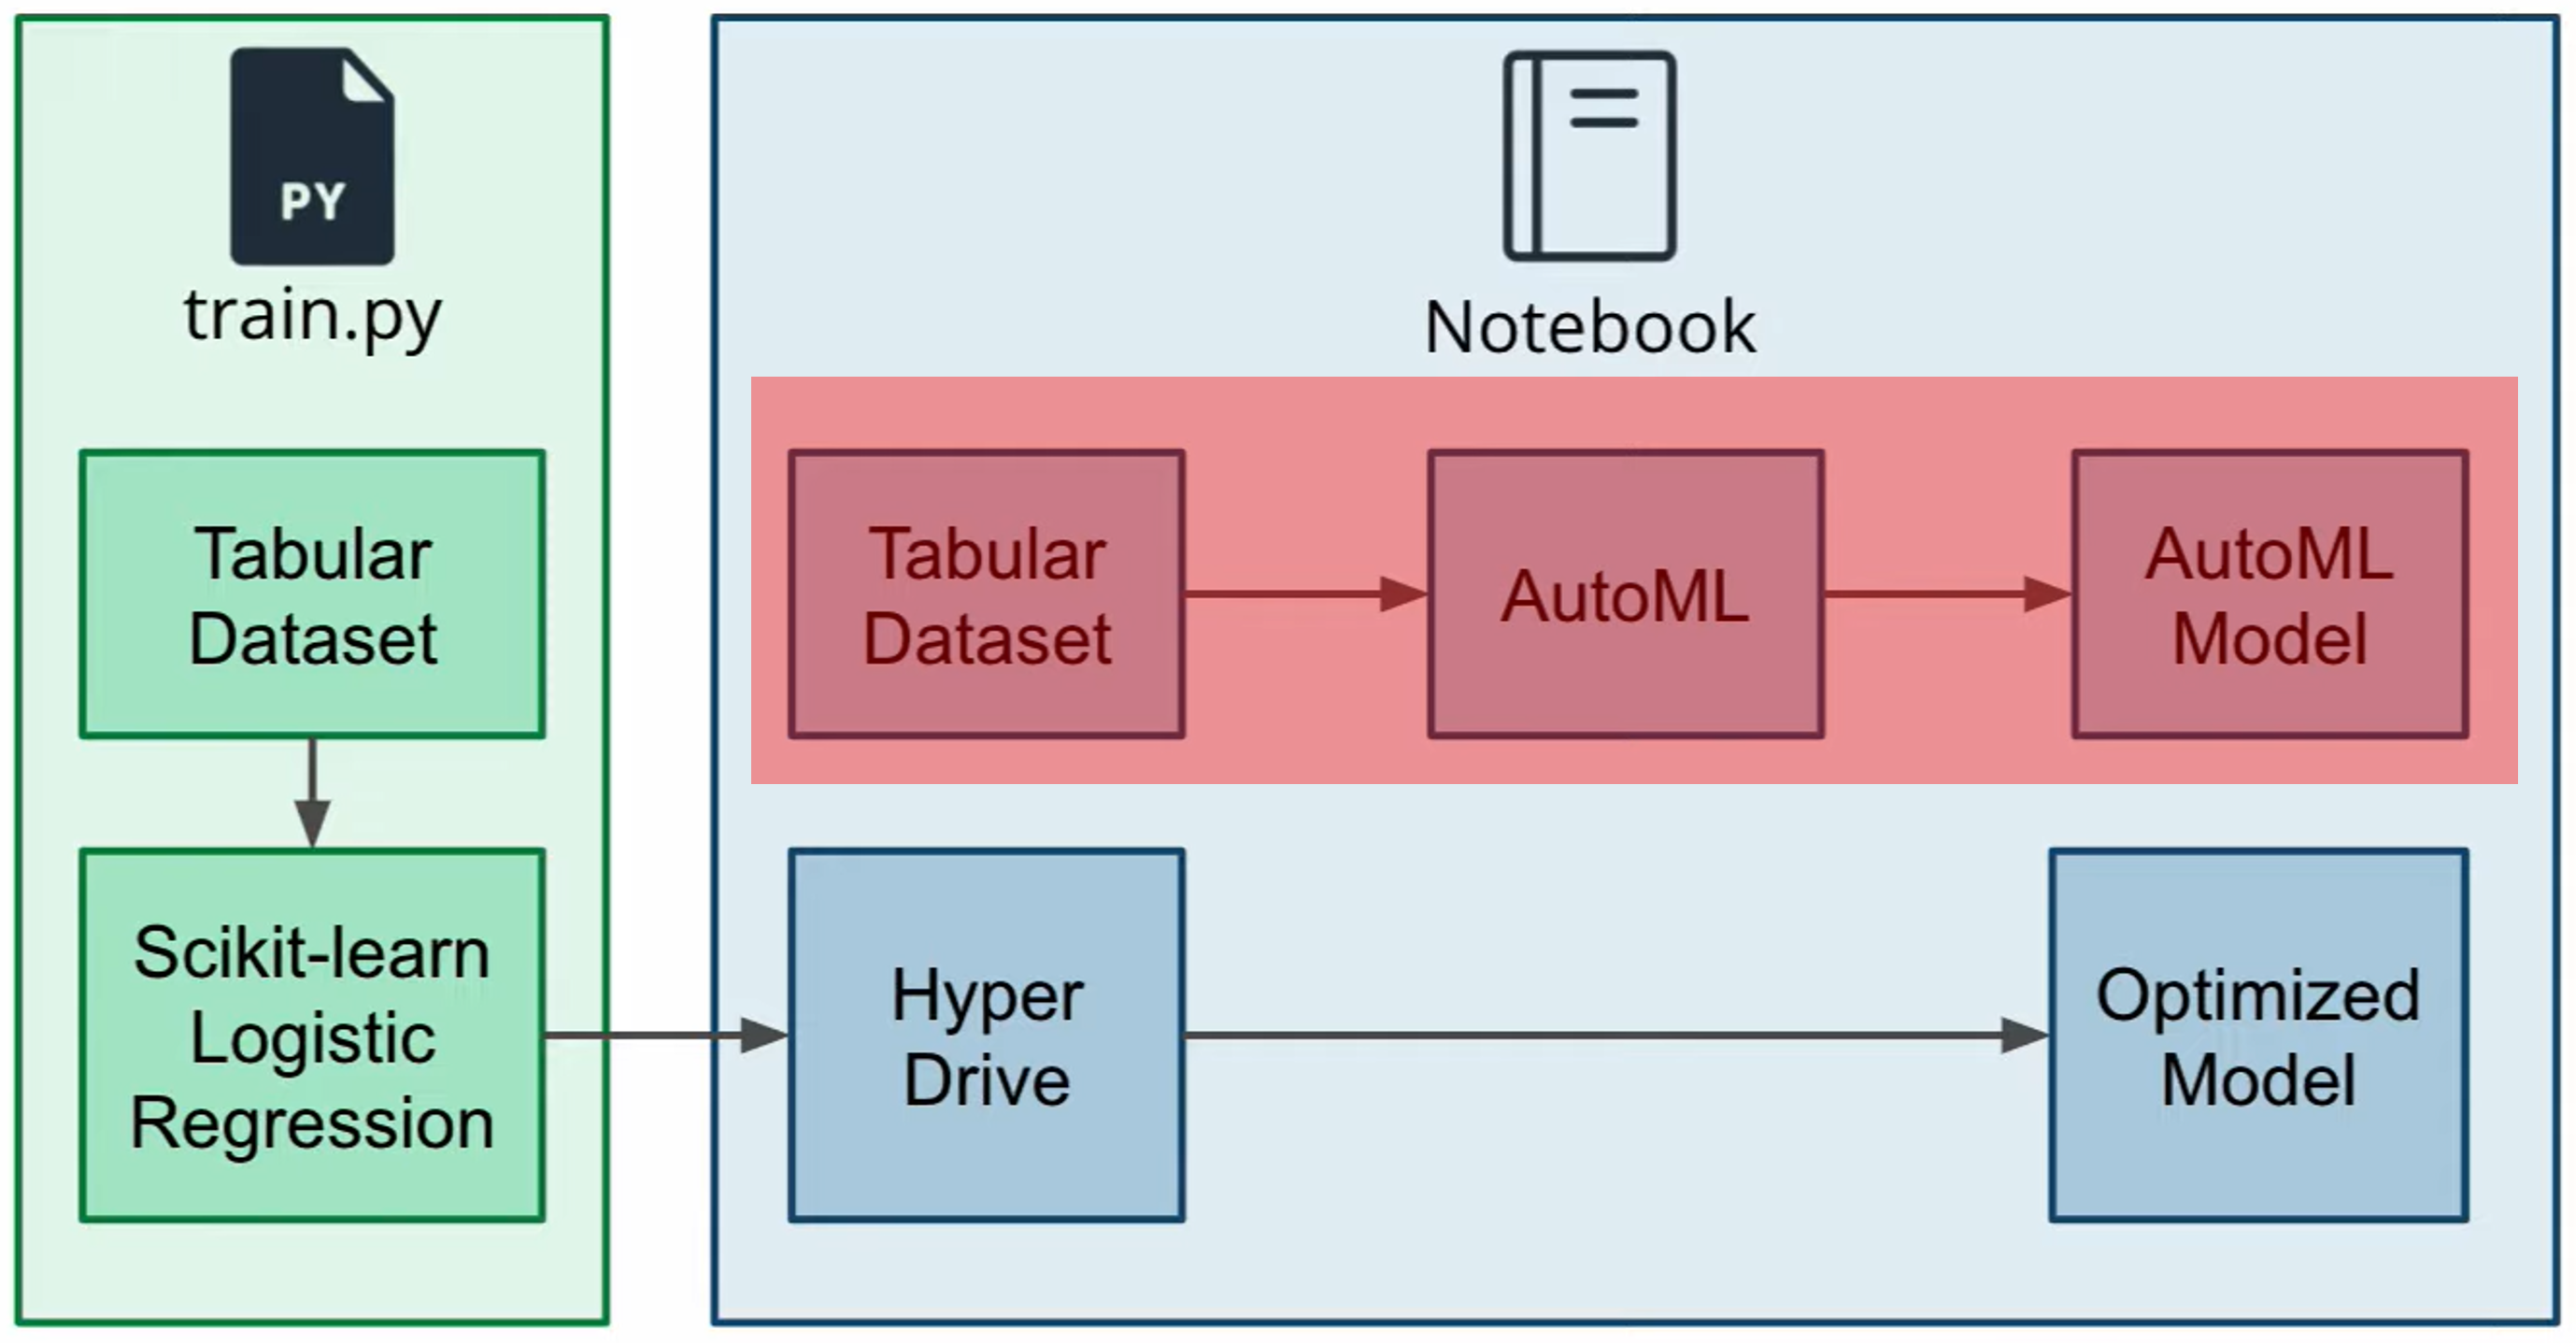 PY
train.py
Tabular
Dataset
Scikit-learn
Logistic
Regression
Notebook
Tabular
Dataset
AutoML
AutoML
Model
Hyper
Drive
Optimized
Model